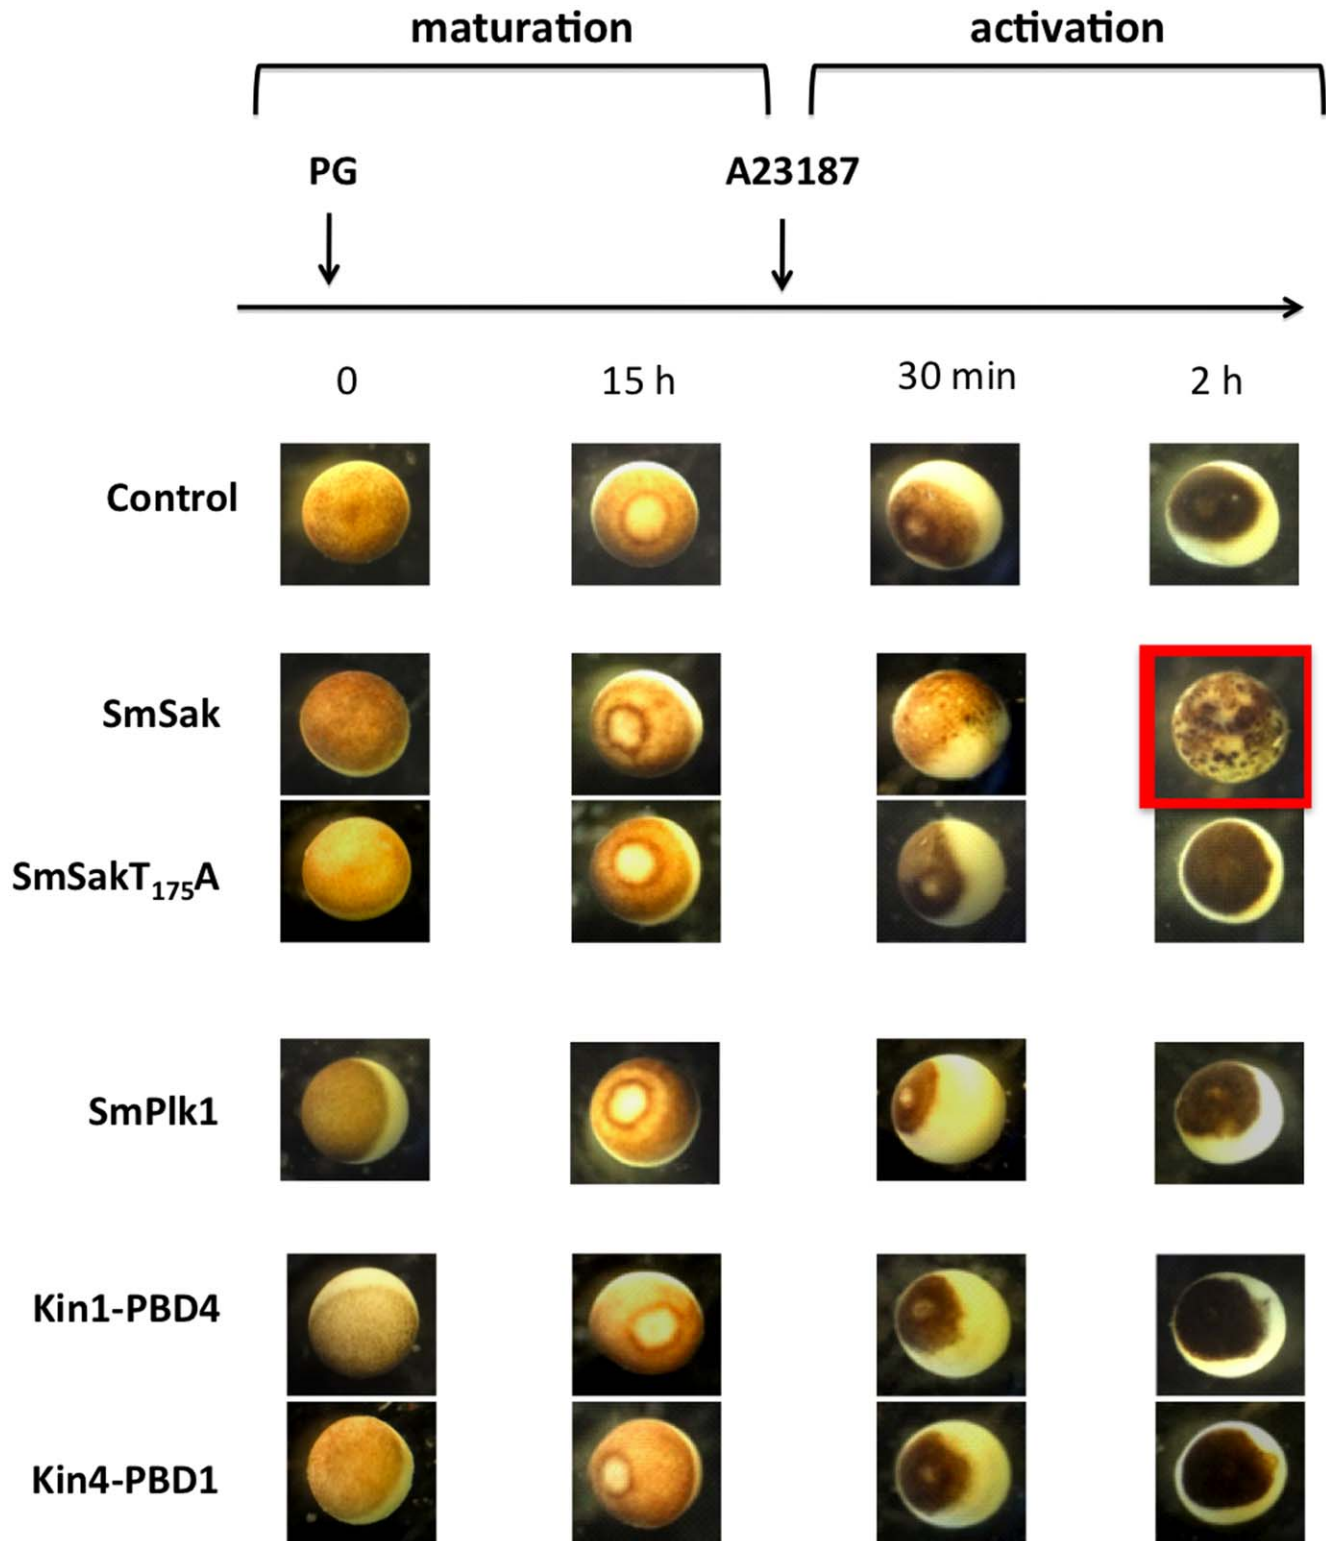 maturation activation
PG A23187
0 15 h 30 min 2 h
Control
SmSak
SmSakT₁₇₅A
SmPlk1
Kin1-PBD4
Kin4-PBD1